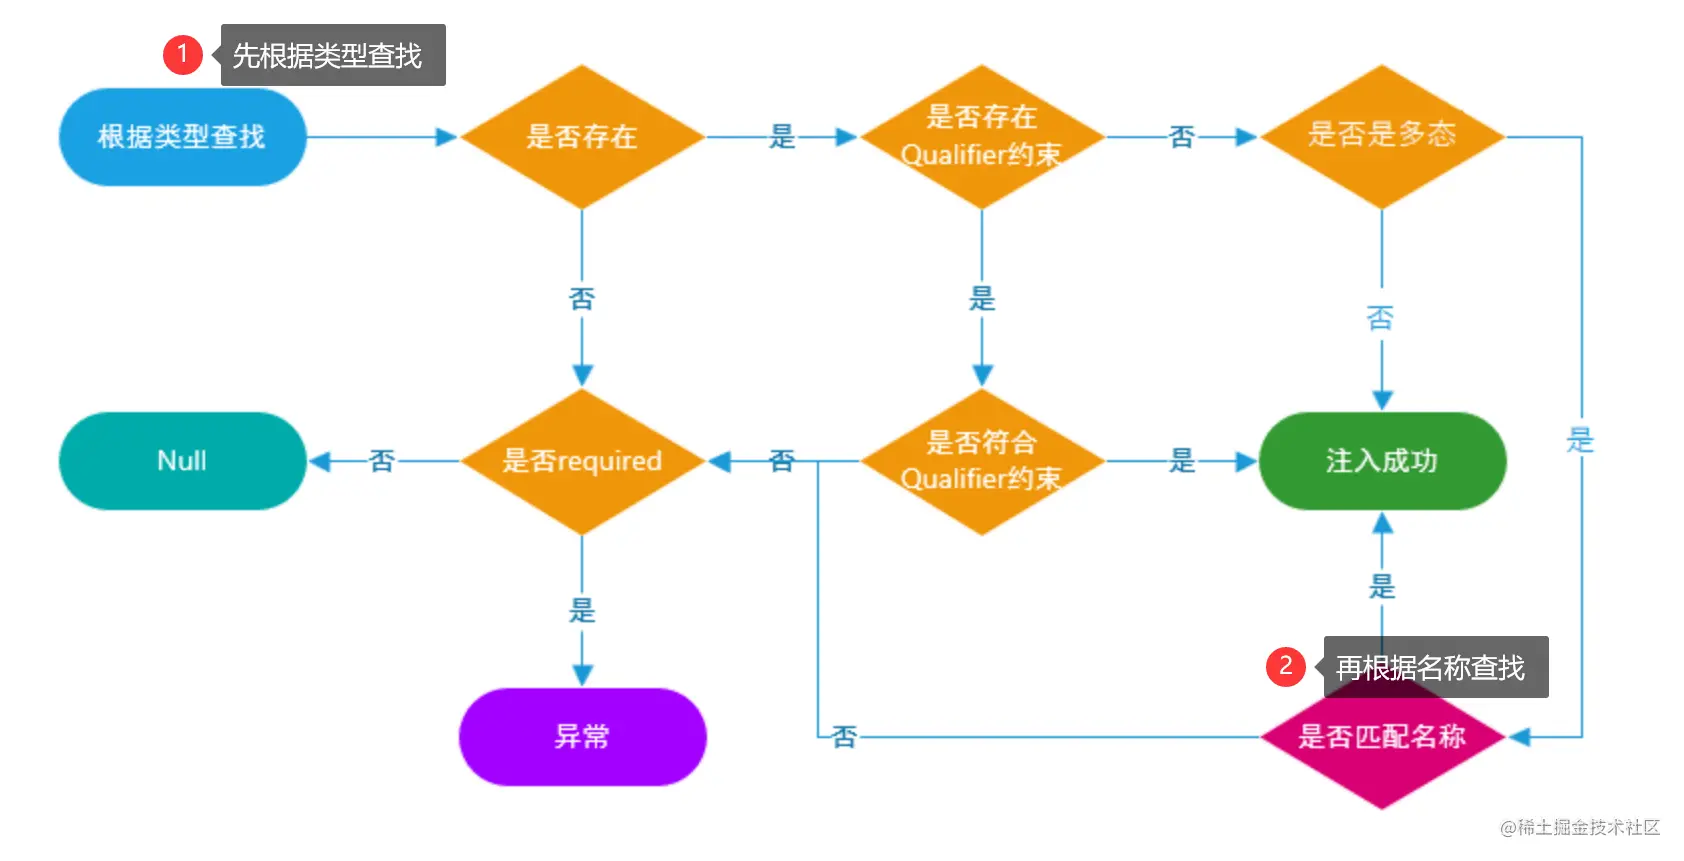 1
先根据类型查找
根据类型查找
是否存在
是
是否存在
Qualifier约束
否
是否是多态
否
是
否
是
Null
否
是否required
否
是否符合
Qualifier约束
是
注入成功
是
是
2
再根据名称查找
异常
否
是否匹配名称
@稀土掘金技术社区